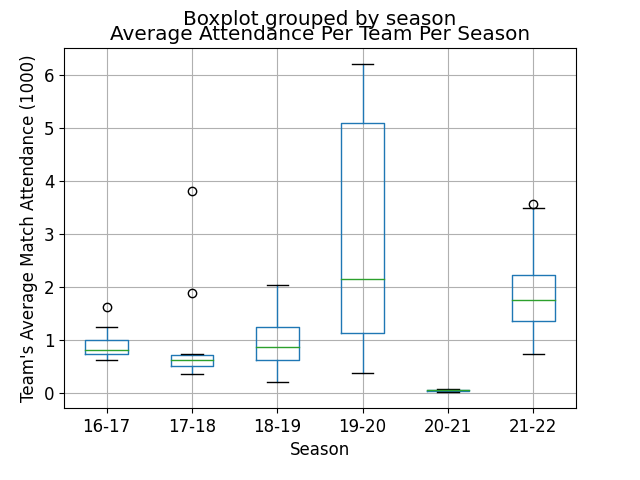 Boxplot grouped by season
Average Attendance Per Team Per Season
Team's Average Match Attendance (1000)
6
5
4
3
2
1
0
16-17 17-18 18-19 19-20 20-21 21-22
Season